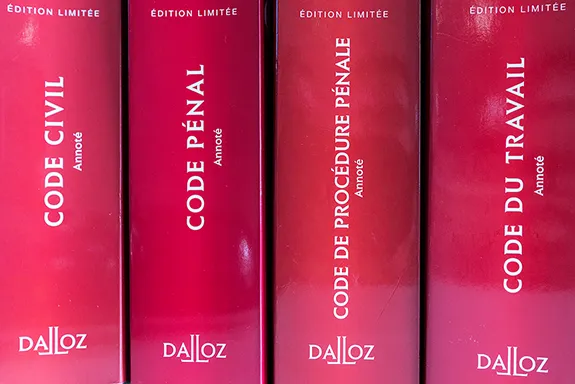 ÉDITION LIMITÉE
CODE CIVIL
Annoté
DALLOZ
ÉDITION LIMITÉE
CODE PÉNAL
Annoté
DALLOZ
ÉDITION LIMITÉE
CODE DE PROCÉDURE PÉNALE
Annoté
DALLOZ
ÉDITION LIMITÉE
CODE DU TRAVAIL
Annoté
DALLOZ